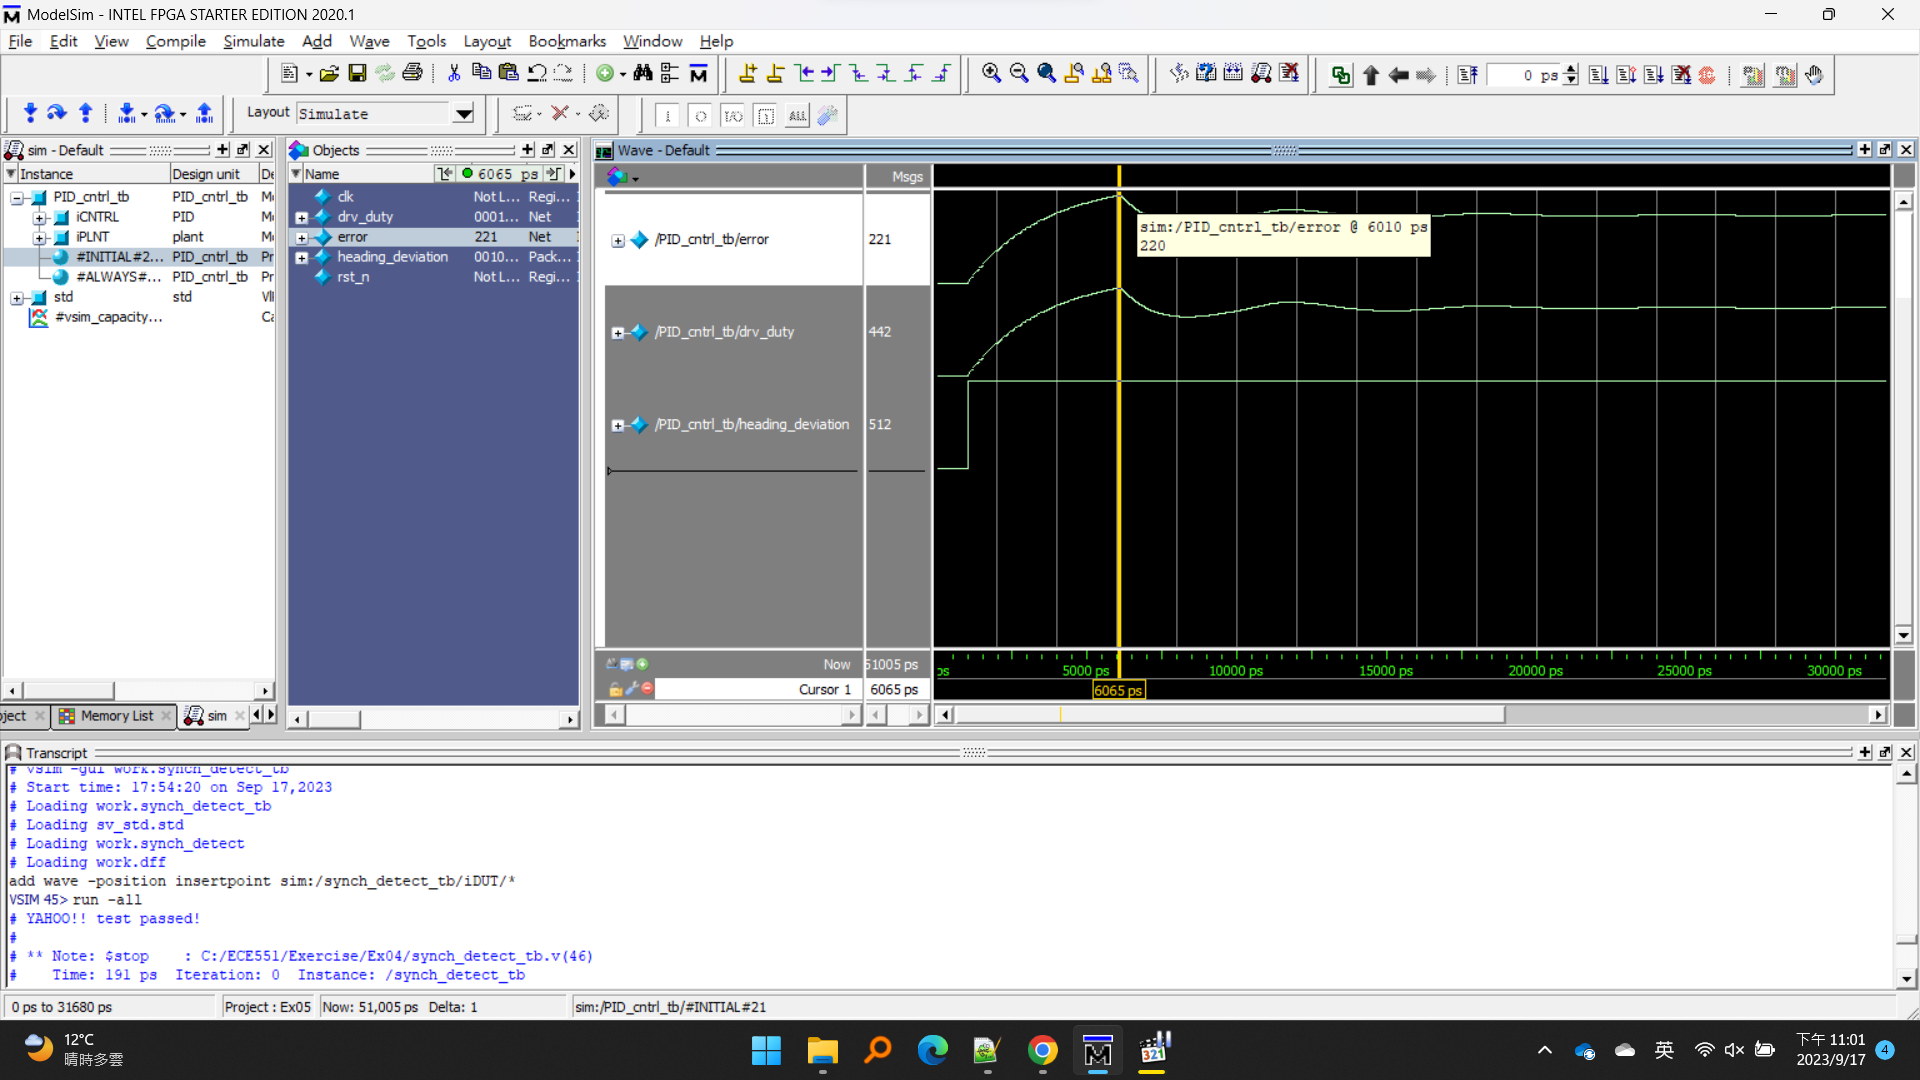 ModelSim - INTEL FPGA STARTER EDITION 2020.1
File Edit View Compile Simulate Add Wave Tools Layout Bookmarks Window Help
0 ps
Layout Simulate
sim - Default
Instance Design unit De
PID_cntrl_tb PID_cntrl_tb Mo
iCNTRL PID Mo
iPLNT plant Mo
#INITIAL#2... PID_cntrl_tb Pr
#ALWAYS#... PID_cntrl_tb Pr
std std
#vsim_capacity... Ca
ject Memory List sim
Objects
Name 6065 ps
clk Not L... Regi...
drv_duty 0001... Net
error 221 Net
heading_deviation 0010... Pack...
rst_n Not L... Regi...
Wave - Default
Msgs
/PID_cntrl_tb/error 221
/PID_cntrl_tb/drv_duty 442
/PID_cntrl_tb/heading_deviation 512
sim:/PID_cntrl_tb/error @ 6010 ps
220
Now 51005 ps
Cursor 1 6065 ps
ps 5000 ps 10000 ps 15000 ps 20000 ps 25000 ps 30000 ps
6065 ps
Transcript
# vsim -gui work.synch_detect_tb
# Start time: 17:54:20 on Sep 17,2023
# Loading work.synch_detect_tb
# Loading sv_std.std
# Loading work.synch_detect
# Loading work.dff
add wave -position insertpoint sim:/synch_detect_tb/iDUT/*
VSIM 45> run -all
# YAHOO!! test passed!
#
# ** Note: $stop : C:/ECE551/Exercise/Ex04/synch_detect_tb.v(46)
# Time: 191 ps Iteration: 0 Instance: /synch_detect_tb
0 ps to 31680 ps Project : Ex05 Now: 51,005 ps Delta: 1 sim:/PID_cntrl_tb/#INITIAL#21
12°C
晴時多雲
321
英
下午 11:01
2023/9/17
4